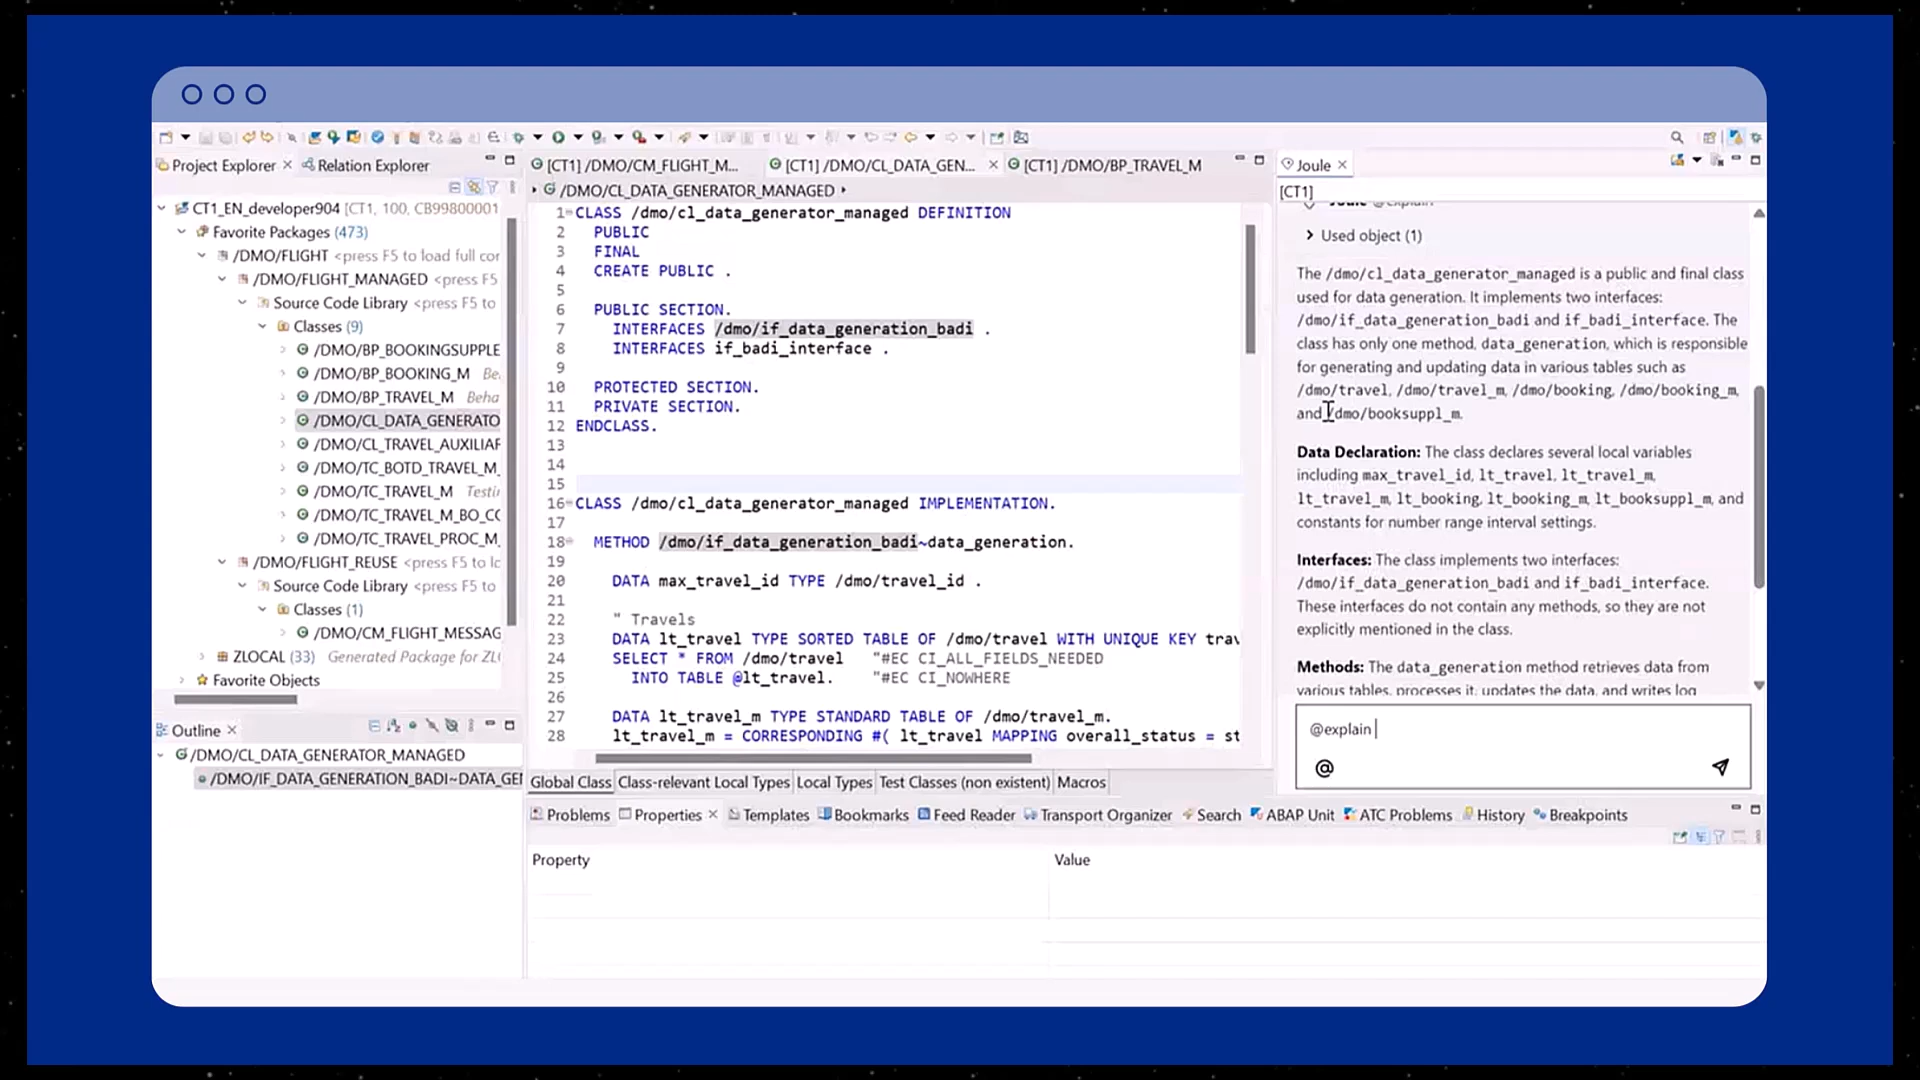 Project Explorer
Relation Explorer
CT1_EN_developer904 [CT1, 100, CB99800001
Favorite Packages (473)
/DMO/FLIGHT <press F5 to load full cor
/DMO/FLIGHT_MANAGED <press F5
Source Code Library <press F5 to
Classes (9)
/DMO/BP_BOOKINGSUPPLE
/DMO/BP_BOOKING_M Be
/DMO/BP_TRAVEL_M Beha
/DMO/CL_DATA_GENERATO
/DMO/CL_TRAVEL_AUXILIAR
/DMO/TC_BOTD_TRAVEL_M_
/DMO/TC_TRAVEL_M Testi
/DMO/TC_TRAVEL_M_BO_CC
/DMO/TC_TRAVEL_PROC_M_
/DMO/FLIGHT_REUSE <press F5 to lc
Source Code Library <press F5 to
Classes (1)
/DMO/CM_FLIGHT_MESSAG
ZLOCAL (33) Generated Package for ZL
Favorite Objects
Outline
/DMO/CL_DATA_GENERATOR_MANAGED
/DMO/IF_DATA_GENERATION_BADI~DATA_GEI
[CT1] /DMO/CM_FLIGHT_M...
[CT1] /DMO/CL_DATA_GEN...
[CT1] /DMO/BP_TRAVEL_M
/DMO/CL_DATA_GENERATOR_MANAGED
1 CLASS /dmo/cl_data_generator_managed DEFINITION
2 PUBLIC
3 FINAL
4 CREATE PUBLIC .
5
6 PUBLIC SECTION.
7 INTERFACES /dmo/if_data_generation_badi .
8 INTERFACES if_badi_interface .
9
10 PROTECTED SECTION.
11 PRIVATE SECTION.
12 ENDCLASS.
13
14
15
16 CLASS /dmo/cl_data_generator_managed IMPLEMENTATION.
17
18 METHOD /dmo/if_data_generation_badi~data_generation.
19
20 DATA max_travel_id TYPE /dmo/travel_id .
21
22 " Travels
23 DATA lt_travel TYPE SORTED TABLE OF /dmo/travel WITH UNIQUE KEY trav
24 SELECT * FROM /dmo/travel "#EC CI_ALL_FIELDS_NEEDED
25 INTO TABLE @lt_travel. "#EC CI_NOWHERE
26
27 DATA lt_travel_m TYPE STANDARD TABLE OF /dmo/travel_m.
28 lt_travel_m = CORRESPONDING #( lt_travel MAPPING overall_status = st
Global Class Class-relevant Local Types Local Types Test Classes (non existent) Macros
Problems Properties Templates Bookmarks Feed Reader Transport Organizer Search ABAP Unit ATC Problems History Breakpoints
Property Value
Joule
[CT1]
Joule @explain
Used object (1)
The /dmo/cl_data_generator_managed is a public and final class
used for data generation. It implements two interfaces:
/dmo/if_data_generation_badi and if_badi_interface. The
class has only one method, data_generation, which is responsible
for generating and updating data in various tables such as
/dmo/travel, /dmo/travel_m, /dmo/booking, /dmo/booking_m,
and /dmo/booksuppl_m.
Data Declaration: The class declares several local variables
including max_travel_id, lt_travel, lt_travel_m,
lt_travel_m, lt_booking, lt_booking_m, lt_booksuppl_m, and
constants for number range interval settings.
Interfaces: The class implements two interfaces:
/dmo/if_data_generation_badi and if_badi_interface.
These interfaces do not contain any methods, so they are not
explicitly mentioned in the class.
Methods: The data_generation method retrieves data from
various tables, processes it, updates the data, and writes log
@explain
@